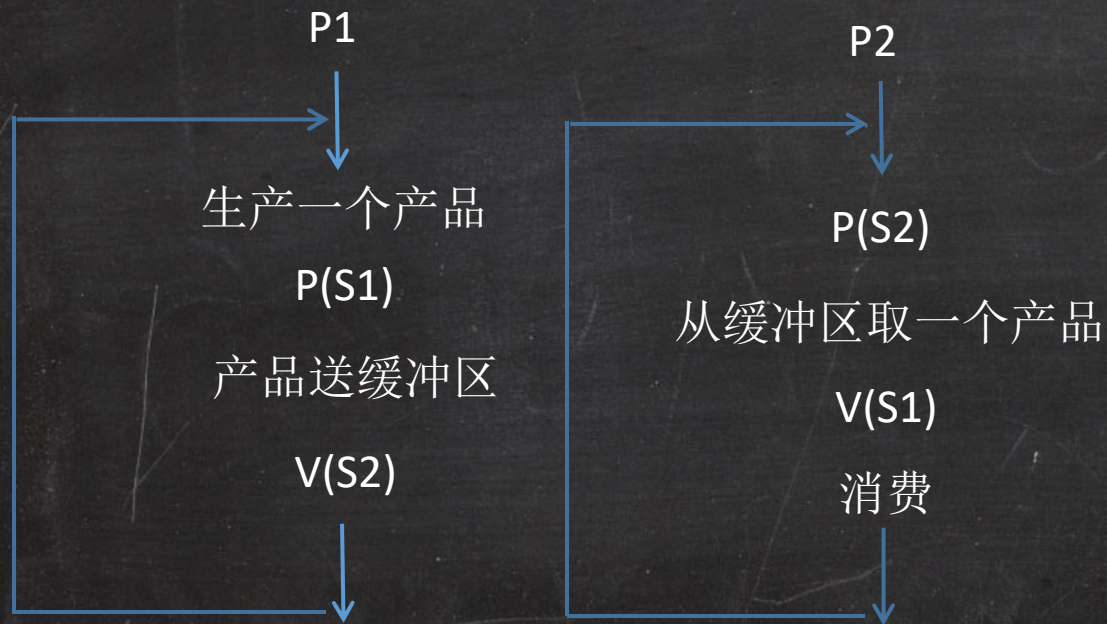 P1
生产一个产品
P(S1)
产品送缓冲区
V(S2)
P2
P(S2)
从缓冲区取一个产品
V(S1)
消费